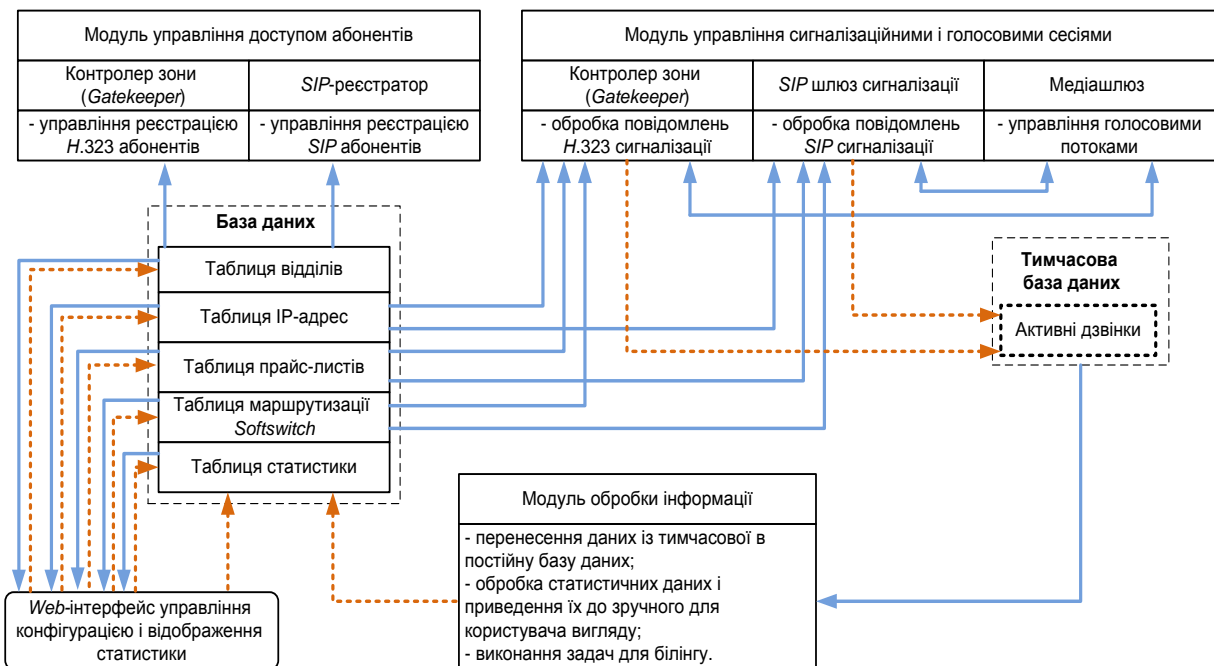 Модуль управління доступом абонентів
Контролер зони
(Gatekeeper)
SIP-реєстратор
- управління реєстрацією
H.323 абонентів
- управління реєстрацією
SIP абонентів
Модуль управління сигналізаційними і голосовими сесіями
Контролер зони
(Gatekeeper)
SIP шлюз сигналізації
Медіашлюз
- обробка повідомлень
H.323 сигналізації
- обробка повідомлень
SIP сигналізації
- управління голосовими
потоками
База даних
Таблиця відділів
Таблиця IP-адрес
Таблиця прайс-листів
Таблиця маршрутизації
Softswitch
Таблиця статистики
Тимчасова
база даних
Активні дзвінки
Модуль обробки інформації
- перенесення даних із тимчасової в
постійну базу даних;
- обробка статистичних даних і
приведення їх до зручного для
користувача вигляду;
- виконання задач для білінгу.
Web-інтерфейс управління
конфігурацією і відображення
статистики